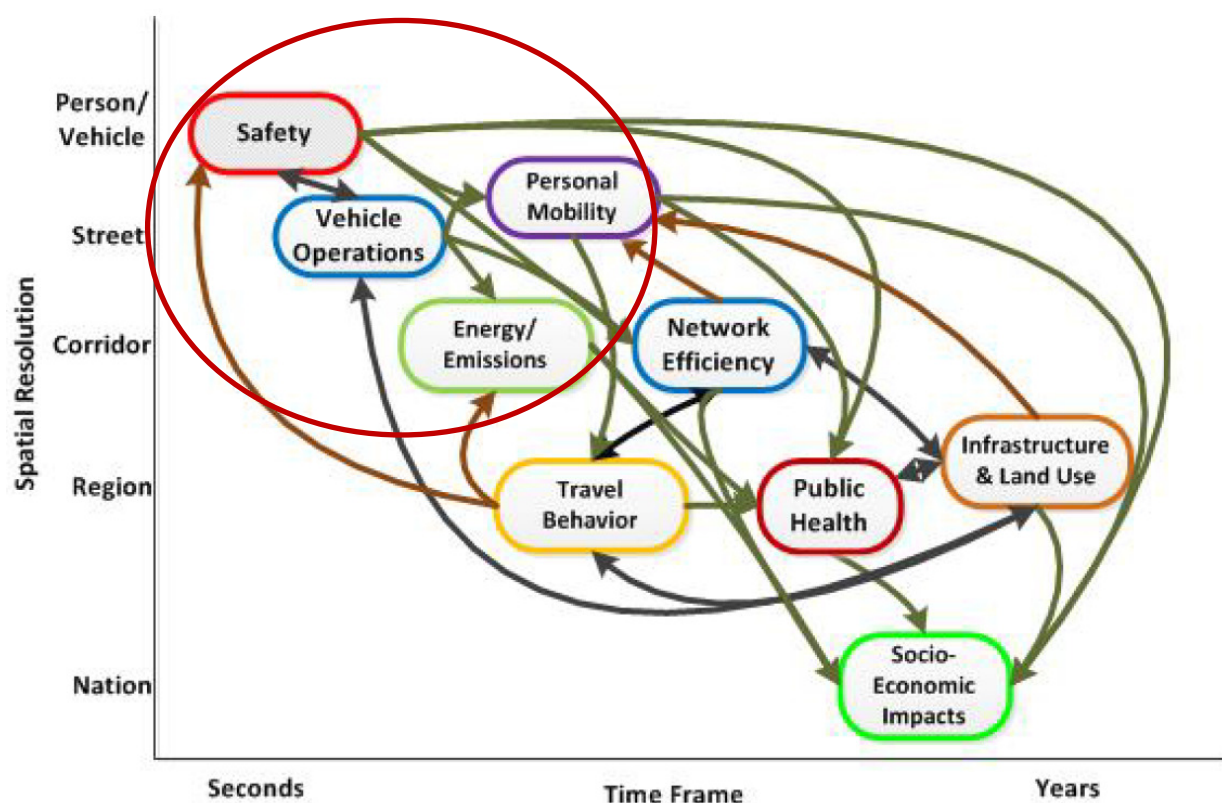 Person/
Vehicle
Street
Corridor
Region
Nation
Spatial Resolution
Safety
Vehicle
Operations
Personal
Mobility
Energy/
Emissions
Network
Efficiency
Travel
Behavior
Public
Health
Infrastructure
& Land Use
Socio-
Economic
Impacts
Seconds
Time Frame
Years